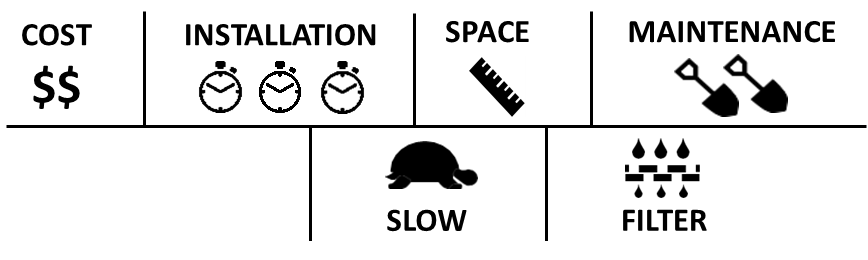 COST
INSTALLATION
SPACE
MAINTENANCE
$$
SLOW
FILTER